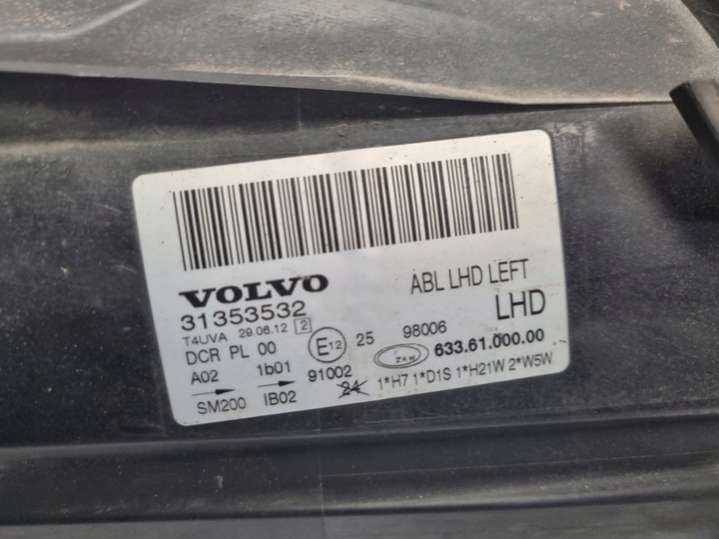 VOLVO
ABL LHD LEFT
31353532
LHD
T4UVA 29.06.12 2
DCR PL 00
E12 25 98006
ZKW 633.61.000.00
A02 1b01 91002
SM200 IB02 24 1*H7 1*D1S 1*H21W 2*W5W